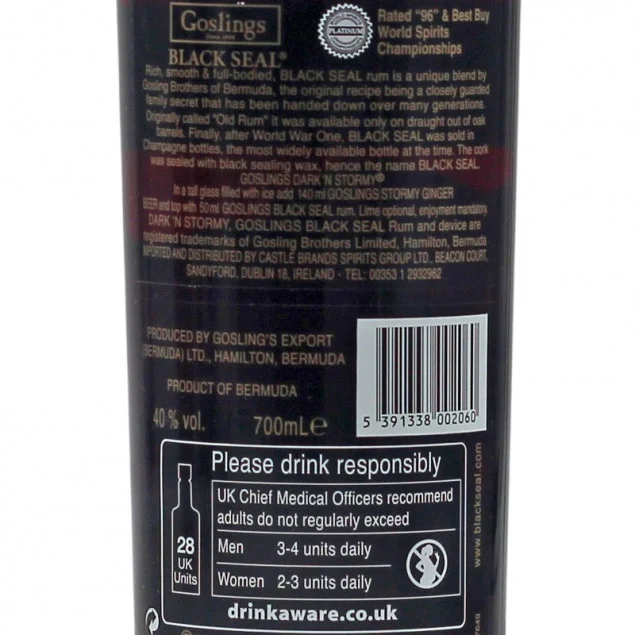 Goslings
BLACK SEAL®
PLATINUM
Rated "96" & Best Buy
World Spirits
Championships
Rich, smooth & full-bodied, BLACK SEAL rum is a unique blend by
Gosling Brothers of Bermuda, the original recipe being a closely guarded
family secret that has been handed down over many generations.
Originally called "Old Rum" it was available only on draught out of oak
barrels. Finally, after World War One, BLACK SEAL was sold in
Champagne bottles, the most widely available bottle at the time. The cork
was sealed with black sealing wax, hence the name BLACK SEAL.
GOSLINGS DARK 'N STORMY®
In a tall glass filled with ice add 140 ml GOSLINGS STORMY GINGER
BEER and top with 50 ml GOSLINGS BLACK SEAL rum. Lime optional, enjoyment mandatory.
DARK 'N STORMY, GOSLINGS BLACK SEAL Rum and device are
registered trademarks of Gosling Brothers Limited, Hamilton, Bermuda
IMPORTED AND DISTRIBUTED BY CASTLE BRANDS SPIRITS GROUP LTD., BEACON COURT,
SANDYFORD, DUBLIN 18, IRELAND - TEL: 00353 1 2932962
PRODUCED BY GOSLING'S EXPORT
(BERMUDA) LTD., HAMILTON, BERMUDA
PRODUCT OF BERMUDA
40 % vol. 700mLe
5 391338 002060
www.blackseal.com
Please drink responsibly
28
UK
Units
UK Chief Medical Officers recommend
adults do not regularly exceed
Men 3-4 units daily
Women 2-3 units daily
drinkaware.co.uk